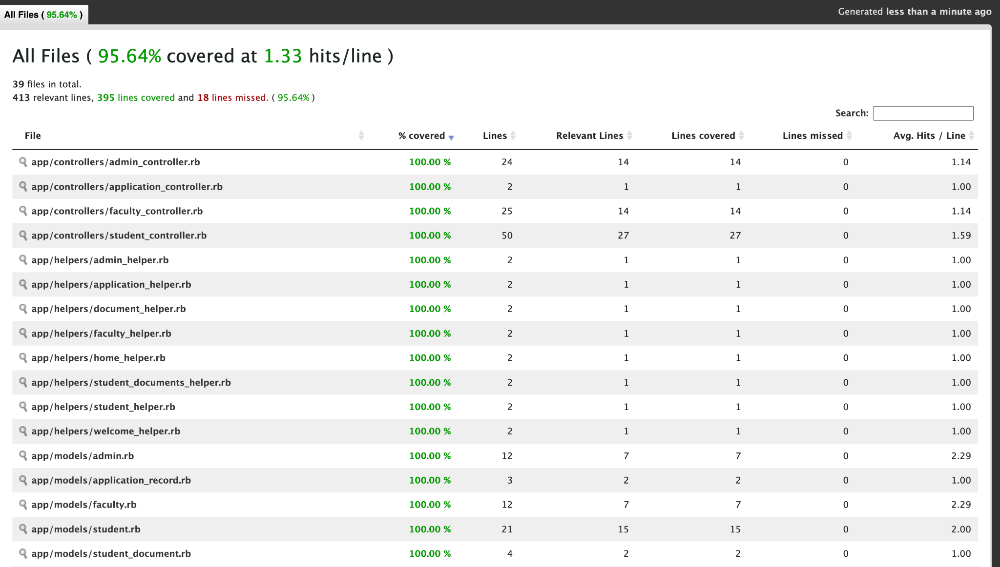 All Files ( 95.64% )
Generated less than a minute ago
All Files ( 95.64% covered at 1.33 hits/line )
39 files in total.
413 relevant lines, 395 lines covered and 18 lines missed. ( 95.64% )
Search:
File % covered Lines Relevant Lines Lines covered Lines missed Avg. Hits / Line
app/controllers/admin_controller.rb 100.00 % 24 14 14 0 1.14
app/controllers/application_controller.rb 100.00 % 2 1 1 0 1.00
app/controllers/faculty_controller.rb 100.00 % 25 14 14 0 1.14
app/controllers/student_controller.rb 100.00 % 50 27 27 0 1.59
app/helpers/admin_helper.rb 100.00 % 2 1 1 0 1.00
app/helpers/application_helper.rb 100.00 % 2 1 1 0 1.00
app/helpers/document_helper.rb 100.00 % 2 1 1 0 1.00
app/helpers/faculty_helper.rb 100.00 % 2 1 1 0 1.00
app/helpers/home_helper.rb 100.00 % 2 1 1 0 1.00
app/helpers/student_documents_helper.rb 100.00 % 2 1 1 0 1.00
app/helpers/student_helper.rb 100.00 % 2 1 1 0 1.00
app/helpers/welcome_helper.rb 100.00 % 2 1 1 0 1.00
app/models/admin.rb 100.00 % 12 7 7 0 2.29
app/models/application_record.rb 100.00 % 3 2 2 0 1.00
app/models/faculty.rb 100.00 % 12 7 7 0 2.29
app/models/student.rb 100.00 % 21 15 15 0 2.00
app/models/student_document.rb 100.00 % 4 2 2 0 1.00